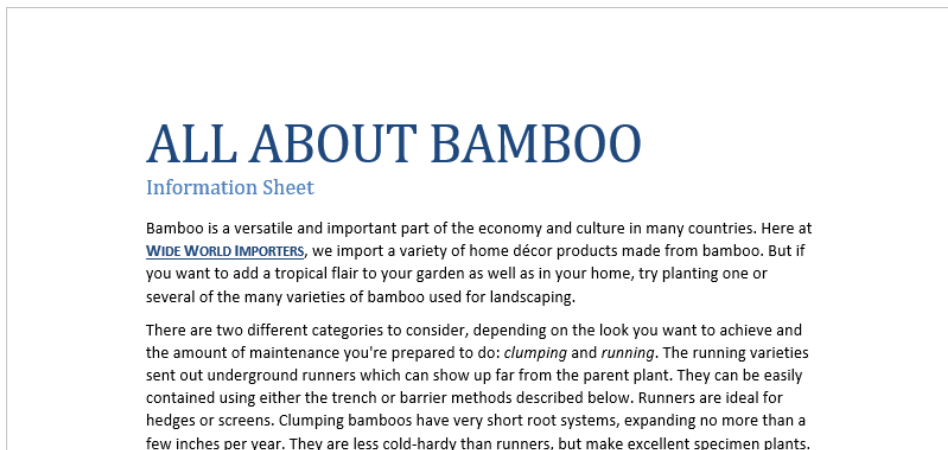 ALL ABOUT BAMBOO
Information Sheet
Bamboo is a versatile and important part of the economy and culture in many countries. Here at
WIDE WORLD IMPORTERS, we import a variety of home décor products made from bamboo. But if
you want to add a tropical flair to your garden as well as in your home, try planting one or
several of the many varieties of bamboo used for landscaping.
There are two different categories to consider, depending on the look you want to achieve and
the amount of maintenance you're prepared to do: clumping and running. The running varieties
sent out underground runners which can show up far from the parent plant. They can be easily
contained using either the trench or barrier methods described below. Runners are ideal for
hedges or screens. Clumping bamboos have very short root systems, expanding no more than a
few inches per year. They are less cold-hardy than runners, but make excellent specimen plants.